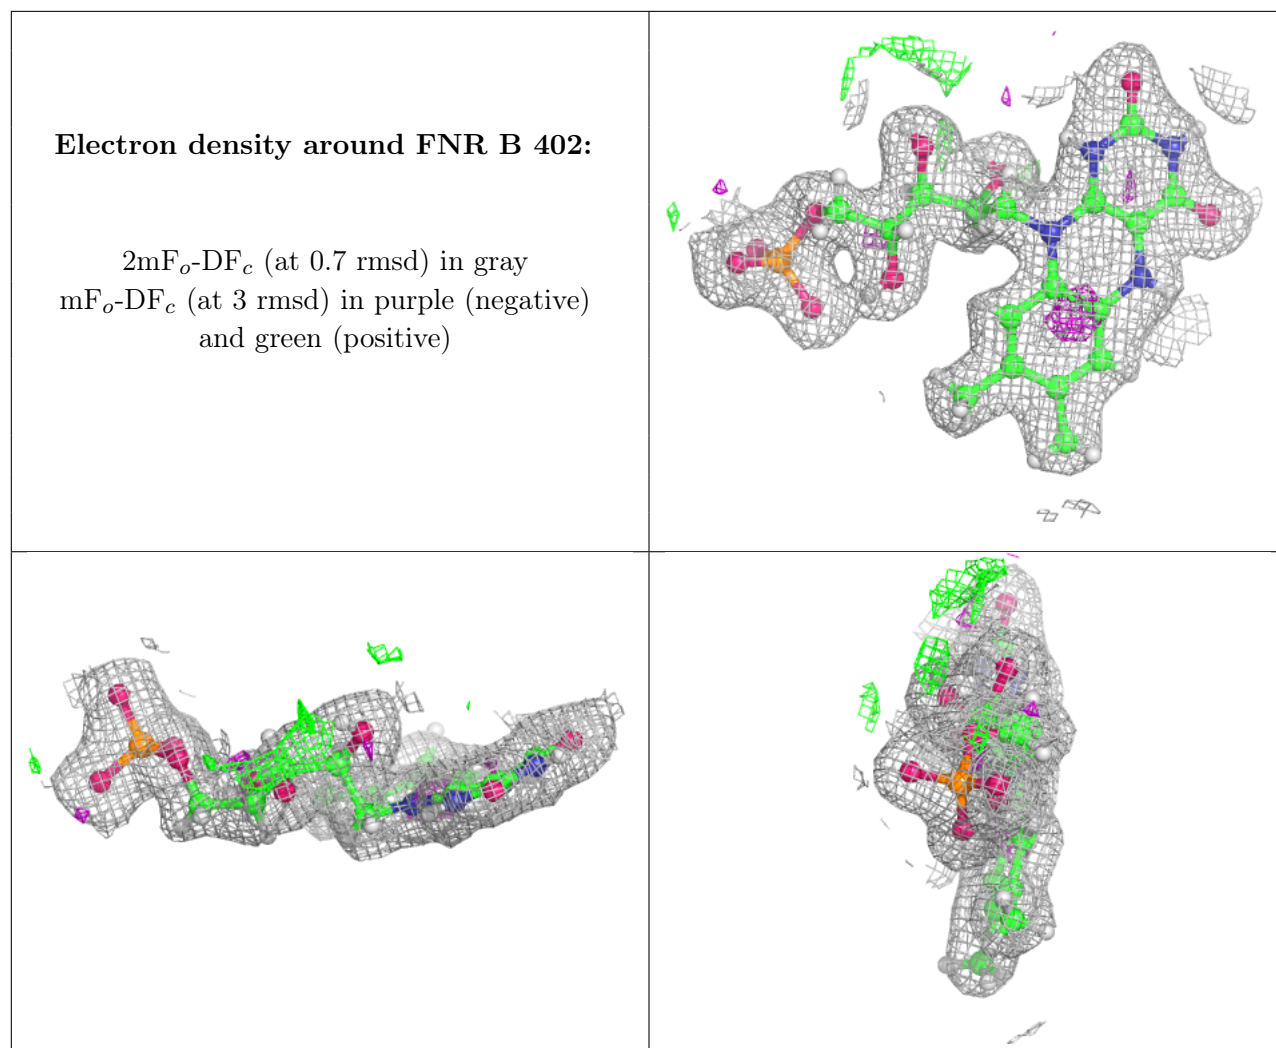 Electron density around FNR B 402:
2mFo-DFc (at 0.7 rmsd) in gray
mFo-DFc (at 3 rmsd) in purple (negative)
and green (positive)